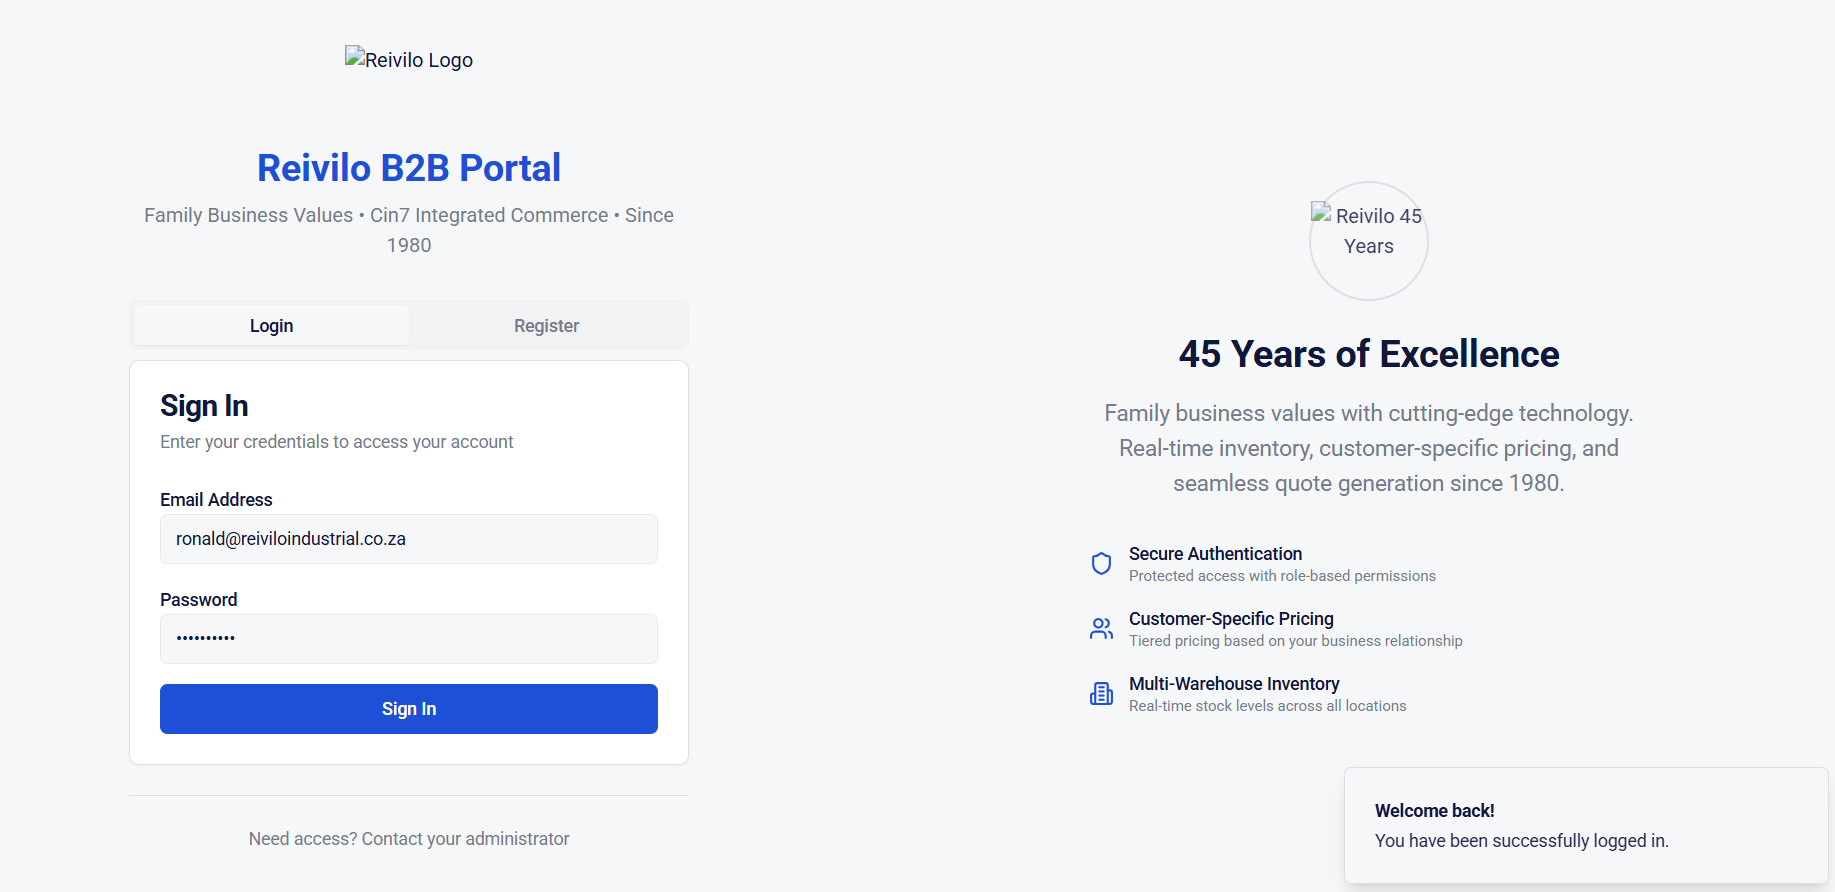 Reivilo Logo
Reivilo B2B Portal
Family Business Values • Cin7 Integrated Commerce • Since
1980
Login
Register
Sign In
Enter your credentials to access your account
Email Address
ronald@reiviloindustrial.co.za
Password
••••••••••
Sign In
Need access? Contact your administrator
Reivilo 45
Years
45 Years of Excellence
Family business values with cutting-edge technology.
Real-time inventory, customer-specific pricing, and
seamless quote generation since 1980.
Secure Authentication
Protected access with role-based permissions
Customer-Specific Pricing
Tiered pricing based on your business relationship
Multi-Warehouse Inventory
Real-time stock levels across all locations
Welcome back!
You have been successfully logged in.